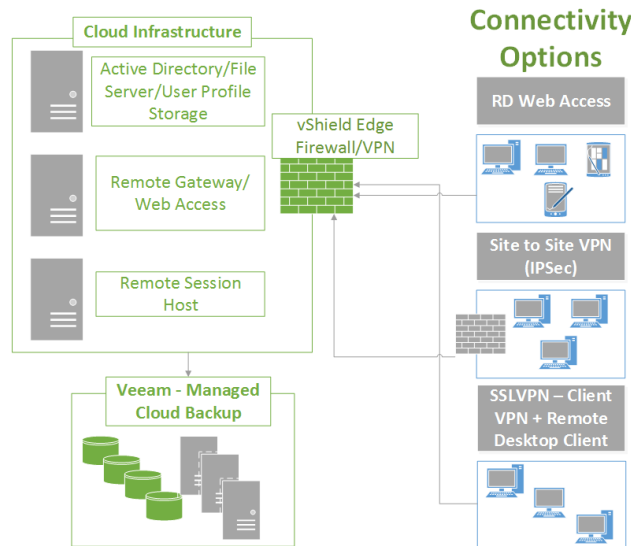 Cloud Infrastructure
Active Directory/File
Server/User Profile
Storage
Remote Gateway/
Web Access
Remote Session
Host
vShield Edge
Firewall/VPN
Veeam - Managed
Cloud Backup
Connectivity
Options
RD Web Access
Site to Site VPN
(IPSec)
SSLVPN – Client
VPN + Remote
Desktop Client